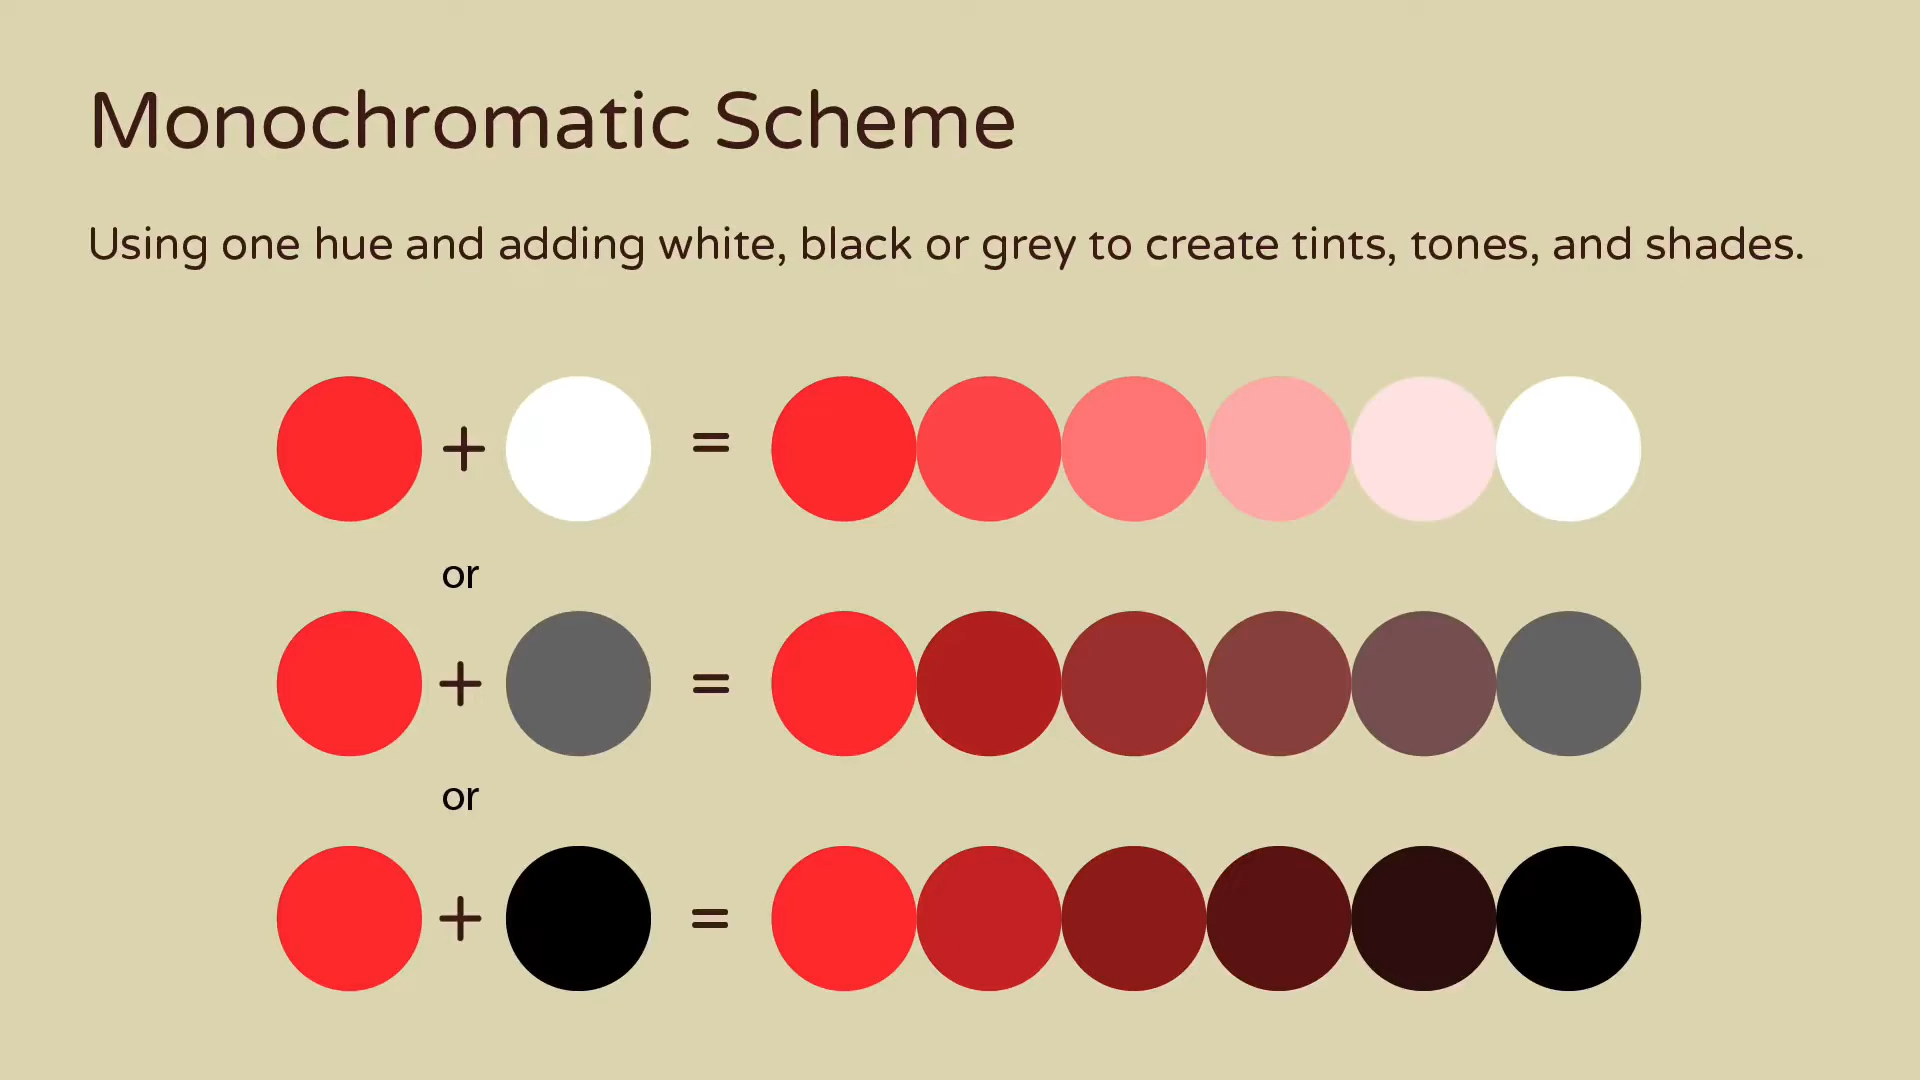 Monochromatic Scheme
Using one hue and adding white, black or grey to create tints, tones, and shades.
+ =
or
+ =
or
+ =